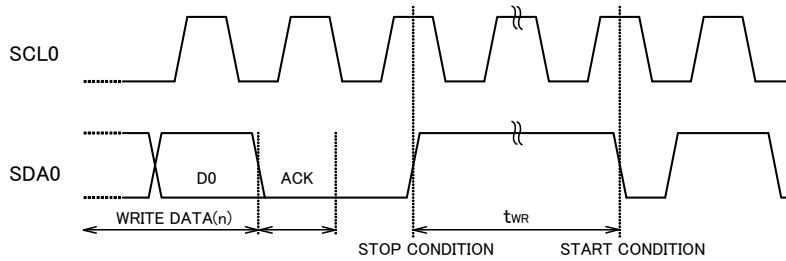 SCL0
SDA0
D0
ACK
WRITE DATA(n)
tWR
STOP CONDITION
START CONDITION